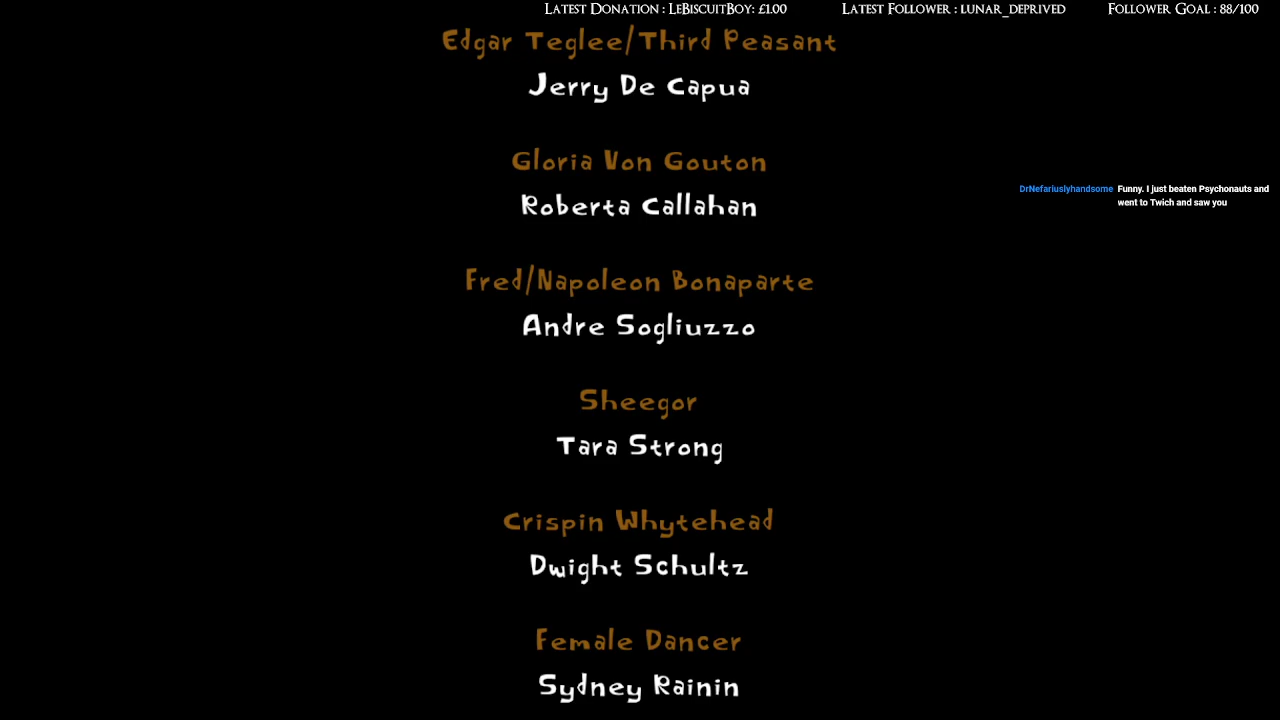 Latest Donation : LeBiscuitBoy: £1.00 Latest Follower : lunar_deprived Follower Goal : 88/100
Edgar Teglee/Third Peasant
Jerry De Capua
Gloria Von Gouton
DrNefariuslyhandsome Funny. I just beaten Psychonauts and
went to Twich and saw you
Roberta Callahan
Fred/Napoleon Bonaparte
Andre Sogliuzzo
Sheegor
Tara Strong
Crispin Whytehead
Dwight Schultz
Female Dancer
Sydney Rainin